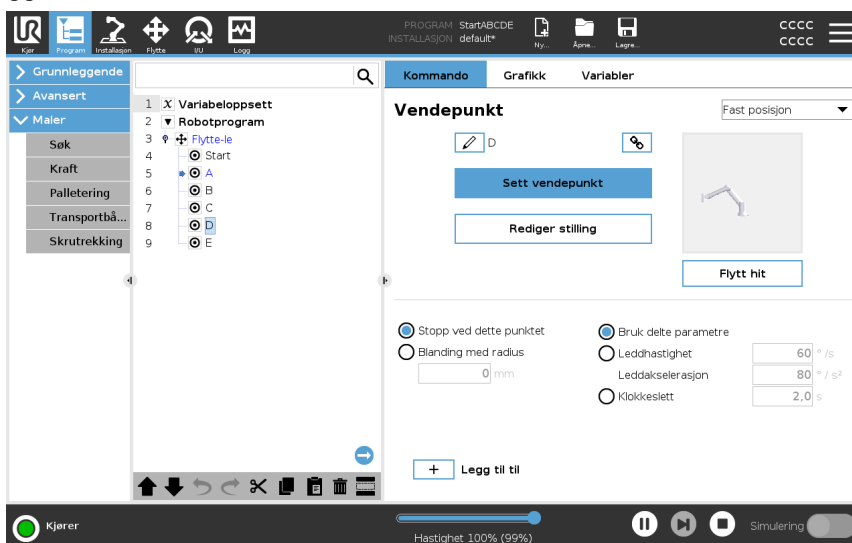 PROGRAM StartABCDE
INSTALLASJON default*
UR
Kjør
Program
Installasjon
Flytte
I/U
Logg
Ny...
Åpne...
Lagre...
CCCC
CCCC
Grunnleggende
Avansert
Maler
Søk
Kraft
Palletering
Transportbå...
Skrutrekking
1 X Variabeloppsett
2 Robotprogram
3 Flytte-le
4 Start
5 A
6 B
7 C
8 D
9 E
Kommando Grafikk Variabler
Vendepunkt
Fast posisjon
D
Sett vendepunkt
Rediger stilling
Flytt hit
Stopp ved dette punktet
Blanding med radius
0 mm
Bruk delte parametre
Leddhastighet 60 ° /s
Leddakselerasjon 80 ° / s²
Klokkeslett 2,0 s
+ Legg til til
Kjører
Hastighet 100% (99%)
Simulering